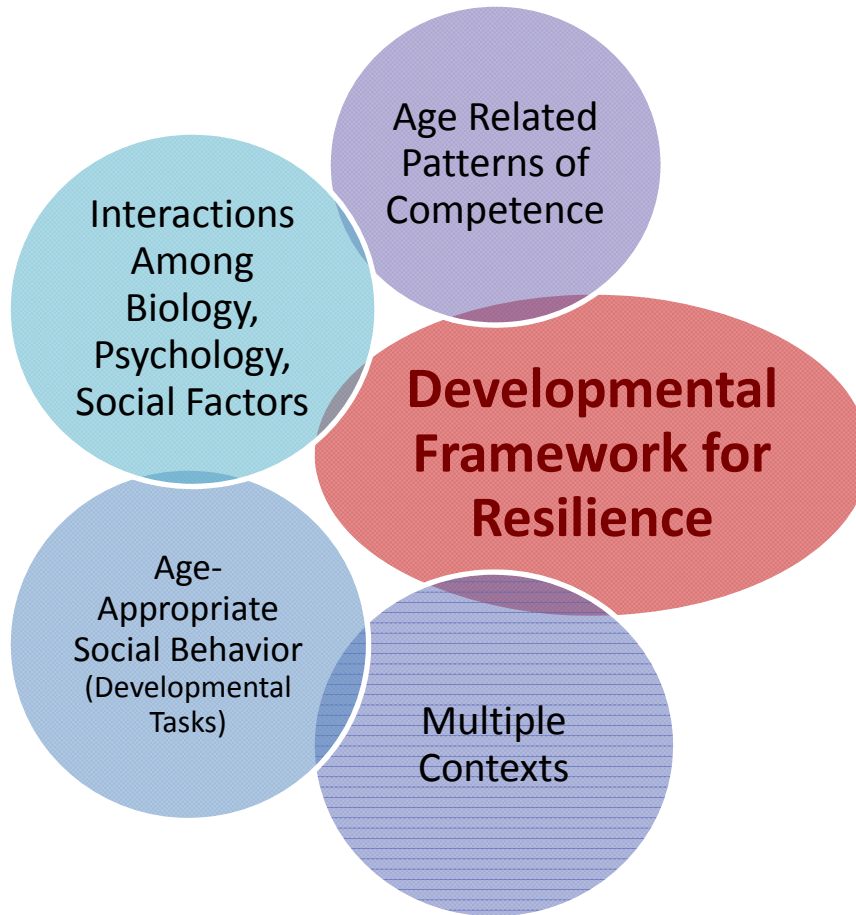 Age Related
Patterns of
Competence
Interactions
Among
Biology,
Psychology,
Social Factors
Developmental
Framework for
Resilience
Age-
Appropriate
Social Behavior
(Developmental
Tasks)
Multiple
Contexts